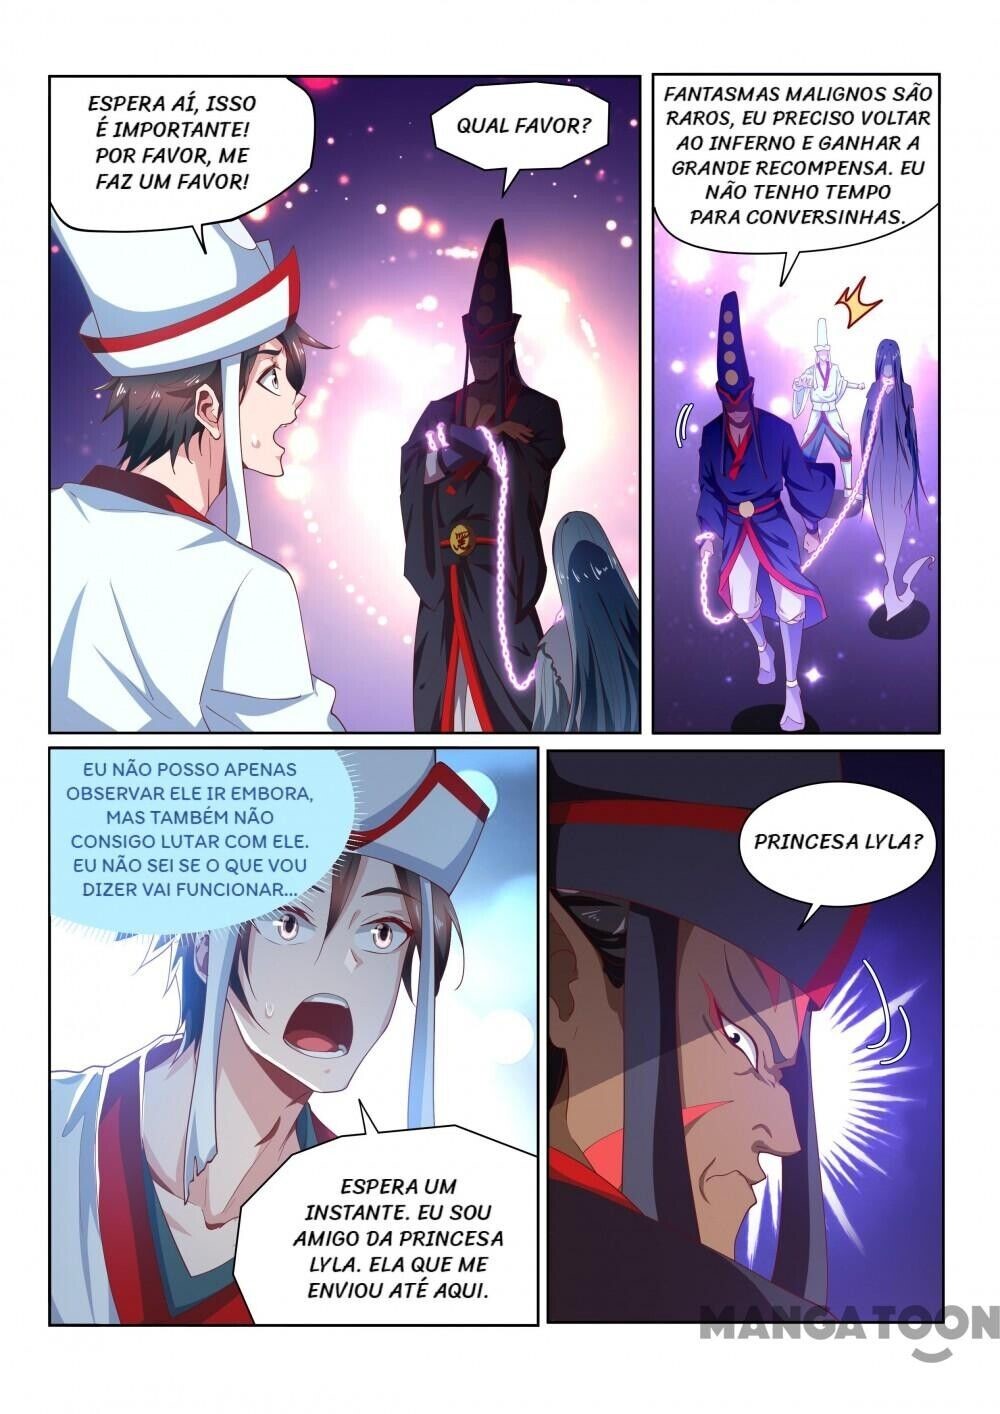 ESPERA AÍ, ISSO
É IMPORTANTE!
POR FAVOR, ME
FAZ UM FAVOR!
QUAL FAVOR?
FANTASMAS MALIGNOS SÃO
RAROS, EU PRECISO VOLTAR
AO INFERNO E GANHAR A
GRANDE RECOMPENSA. EU
NÃO TENHO TEMPO
PARA CONVERSINHAS.
EU NÃO POSSO APENAS
OBSERVAR ELE IR EMBORA,
MAS TAMBÉM NÃO
CONSIGO LUTAR COM ELE.
EU NÃO SEI SE O QUE VOU
DIZER VAI FUNCIONAR...
ESPERA UM
INSTANTE. EU SOU
AMIGO DA PRINCESA
LYLA. ELA QUE ME
ENVIOU ATÉ AQUI.
PRINCESA LYLA?
MANGATOON